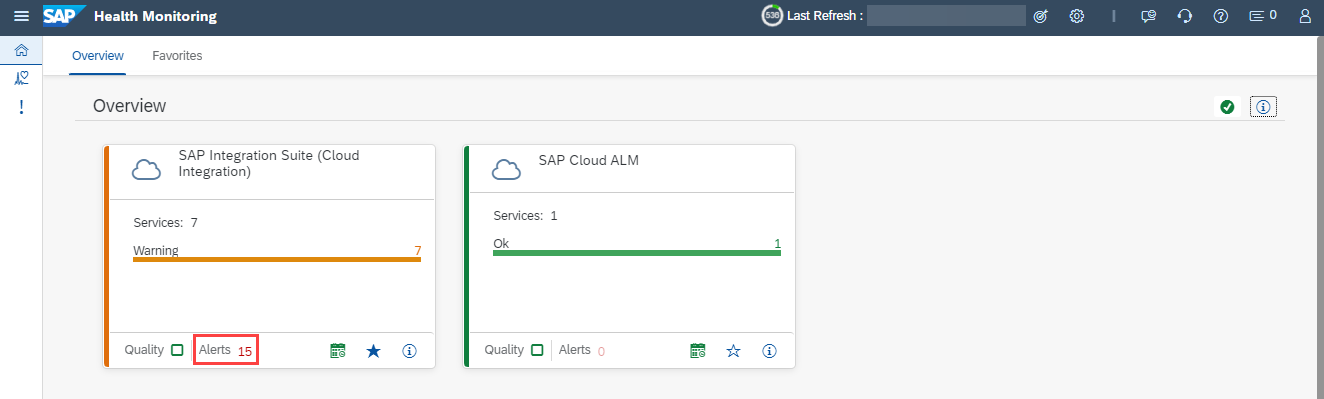 SAP Health Monitoring 538 Last Refresh : 0
Overview Favorites
Overview
SAP Integration Suite (Cloud
Integration)
Services: 7
Warning 7
Quality Alerts 15
SAP Cloud ALM
Services: 1
Ok 1
Quality Alerts 0